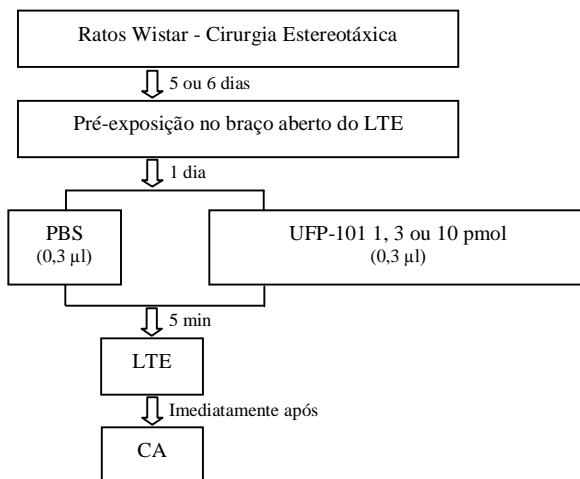 Ratos Wistar - Cirurgia Estereotáxica
5 ou 6 dias
Pré-exposição no braço aberto do LTE
1 dia
PBS
(0,3 µl)
UFP-101 1, 3 ou 10 pmol
(0,3 µl)
5 min
LTE
Imediatamente após
CA